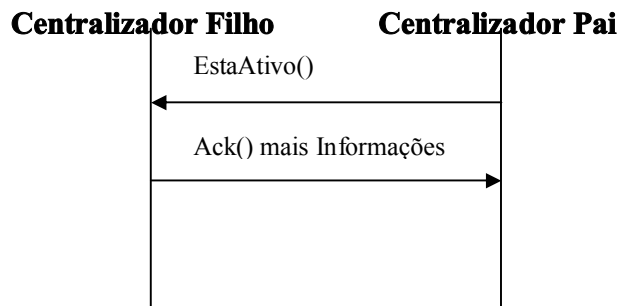 Centralizador Filho
Centralizador Pai
EstaAtivo()
Ack() mais Informações